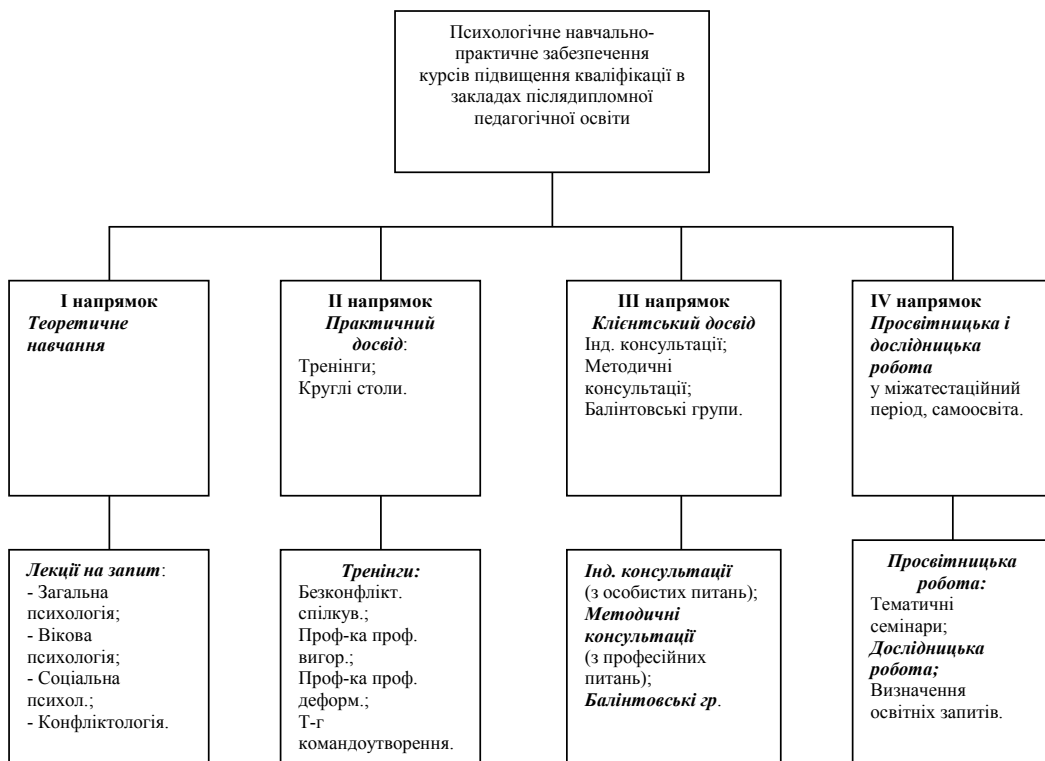 Психологічне навчально-
практичне забезпечення
курсів підвищення кваліфікації в
закладах післядипломної
педагогічної освіти
І напрямок
Теоретичне
навчання
ІІ напрямок
Практичний
досвід:
Тренінги;
Круглі столи.
ІІІ напрямок
Клієнтський досвід
Інд. консультації;
Методичні
консультації;
Балінтовські групи.
IV напрямок
Просвітницька і
дослідницька
робота
у міжатестаційний
період, самоосвіта.
Лекції на запит:
- Загальна
психологія;
- Вікова
психологія;
- Соціальна
психол.;
- Конфліктологія.
Тренінги:
Безконфлікт.
спілкув.;
Проф-ка проф.
вигор.;
Проф-ка проф.
деформ.;
Т-г
командоутворення.
Інд. консультації
(з особистих питань);
Методичні
консультації
(з професійних
питань);
Балінтовські гр.
Просвітницька
робота:
Тематичні
семінари;
Дослідницька
робота;
Визначення
освітніх запитів.